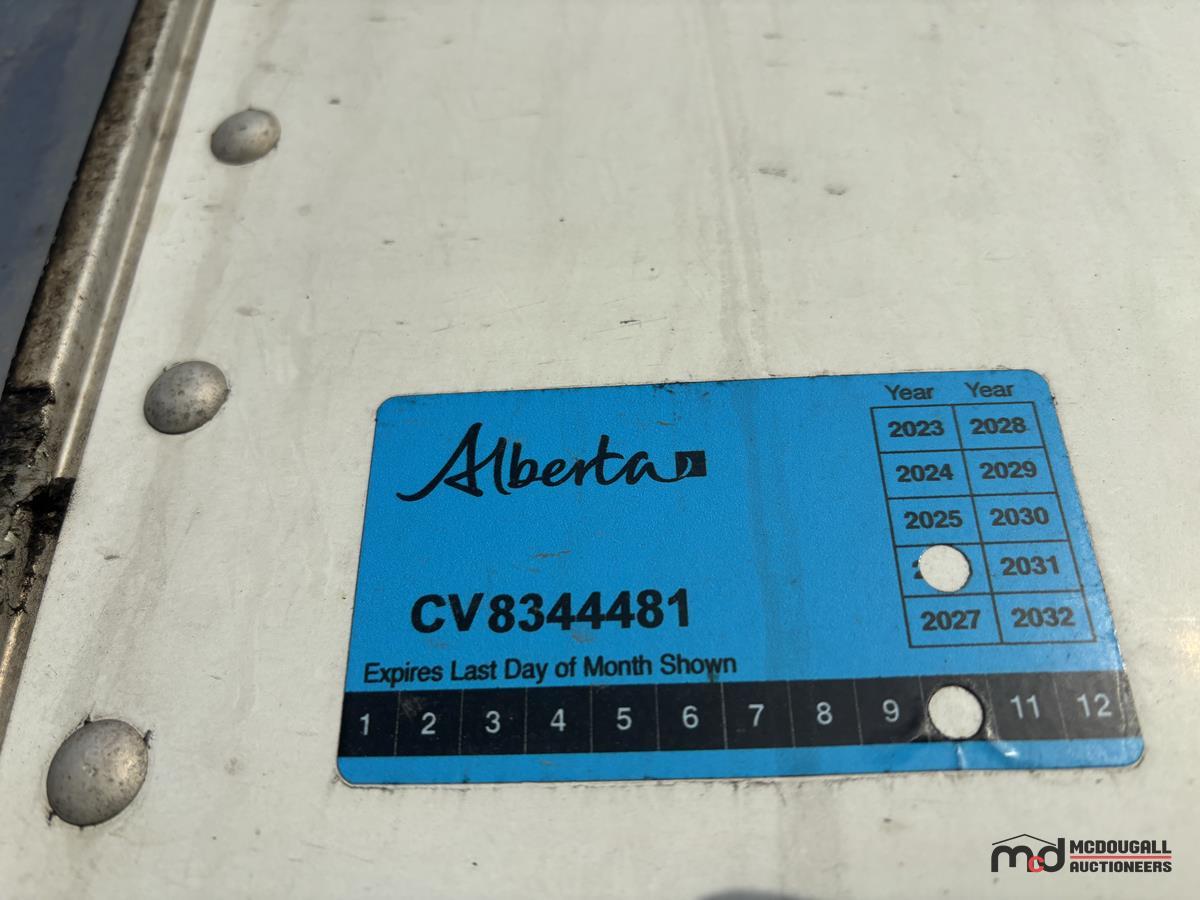 Alberta
Year Year
2023 2028
2024 2029
2025 2030
2031
2027 2032
CV8344481
Expires Last Day of Month Shown
1 2 3 4 5 6 7 8 9 11 12
mcd MCDOUGALL
AUCTIONEERS